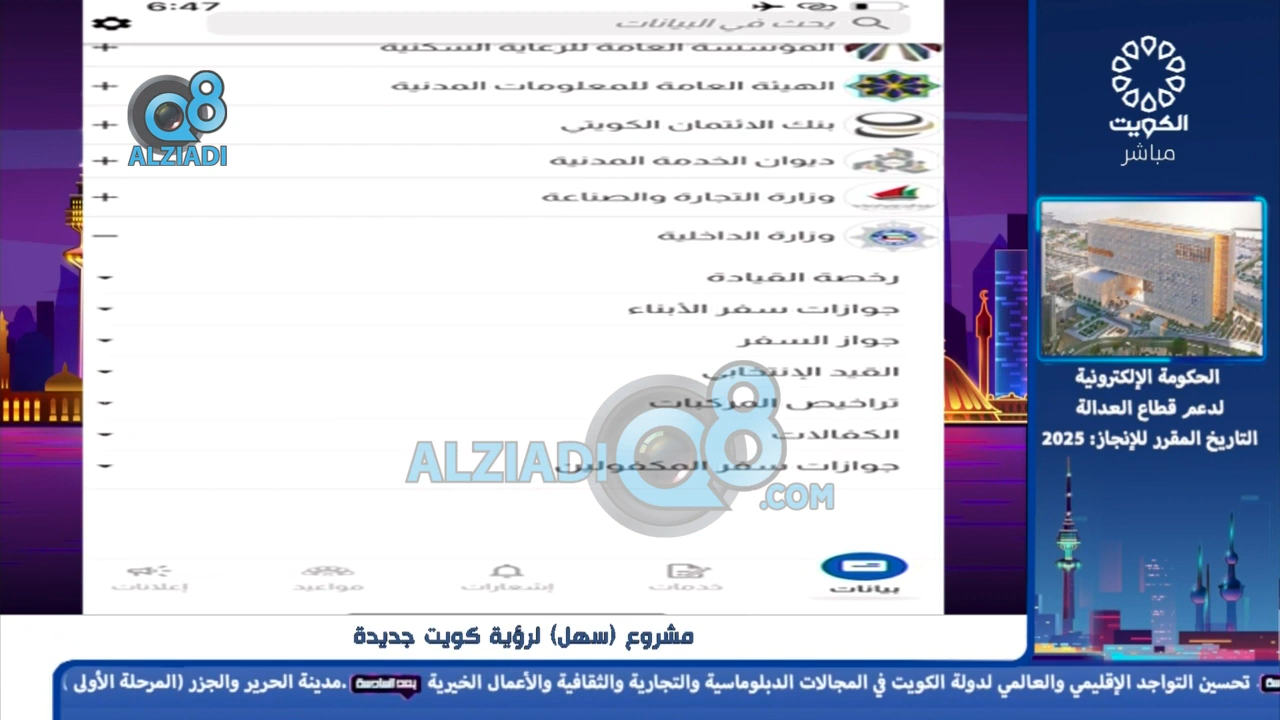 6:47
بحث في البيانات
المؤسسة العامة للرعاية السكنية
الهيئة العامة للمعلومات المدنية
بنك الائتمان الكويتي
ديوان الخدمة المدنية
وزارة التجارة والصناعة
وزارة الداخلية
رخصة القيادة
جوازات سفر الأبناء
جواز السفر
القيد الإنتخابي
تراخيص المركبات
الكفالات
جوازات سفر المكفولين
بيانات
خدمات
إشعارات
مواعيد
إعلانات
Q8
ALZIADI
ALZIADI Q8
.COM
الكويت
مباشر
الحكومة الإلكترونية
لدعم قطاع العدالة
التاريخ المقرر للإنجاز: 2025
مشروع (سهل) لرؤية كويت جديدة
تحسين التواجد الإقليمي والعالمي لدولة الكويت في المجالات الدبلوماسية والتجارية والثقافية والأعمال الخيرية بعد السادسة .مدينة الحرير والجزر (المرحلة الأولى )